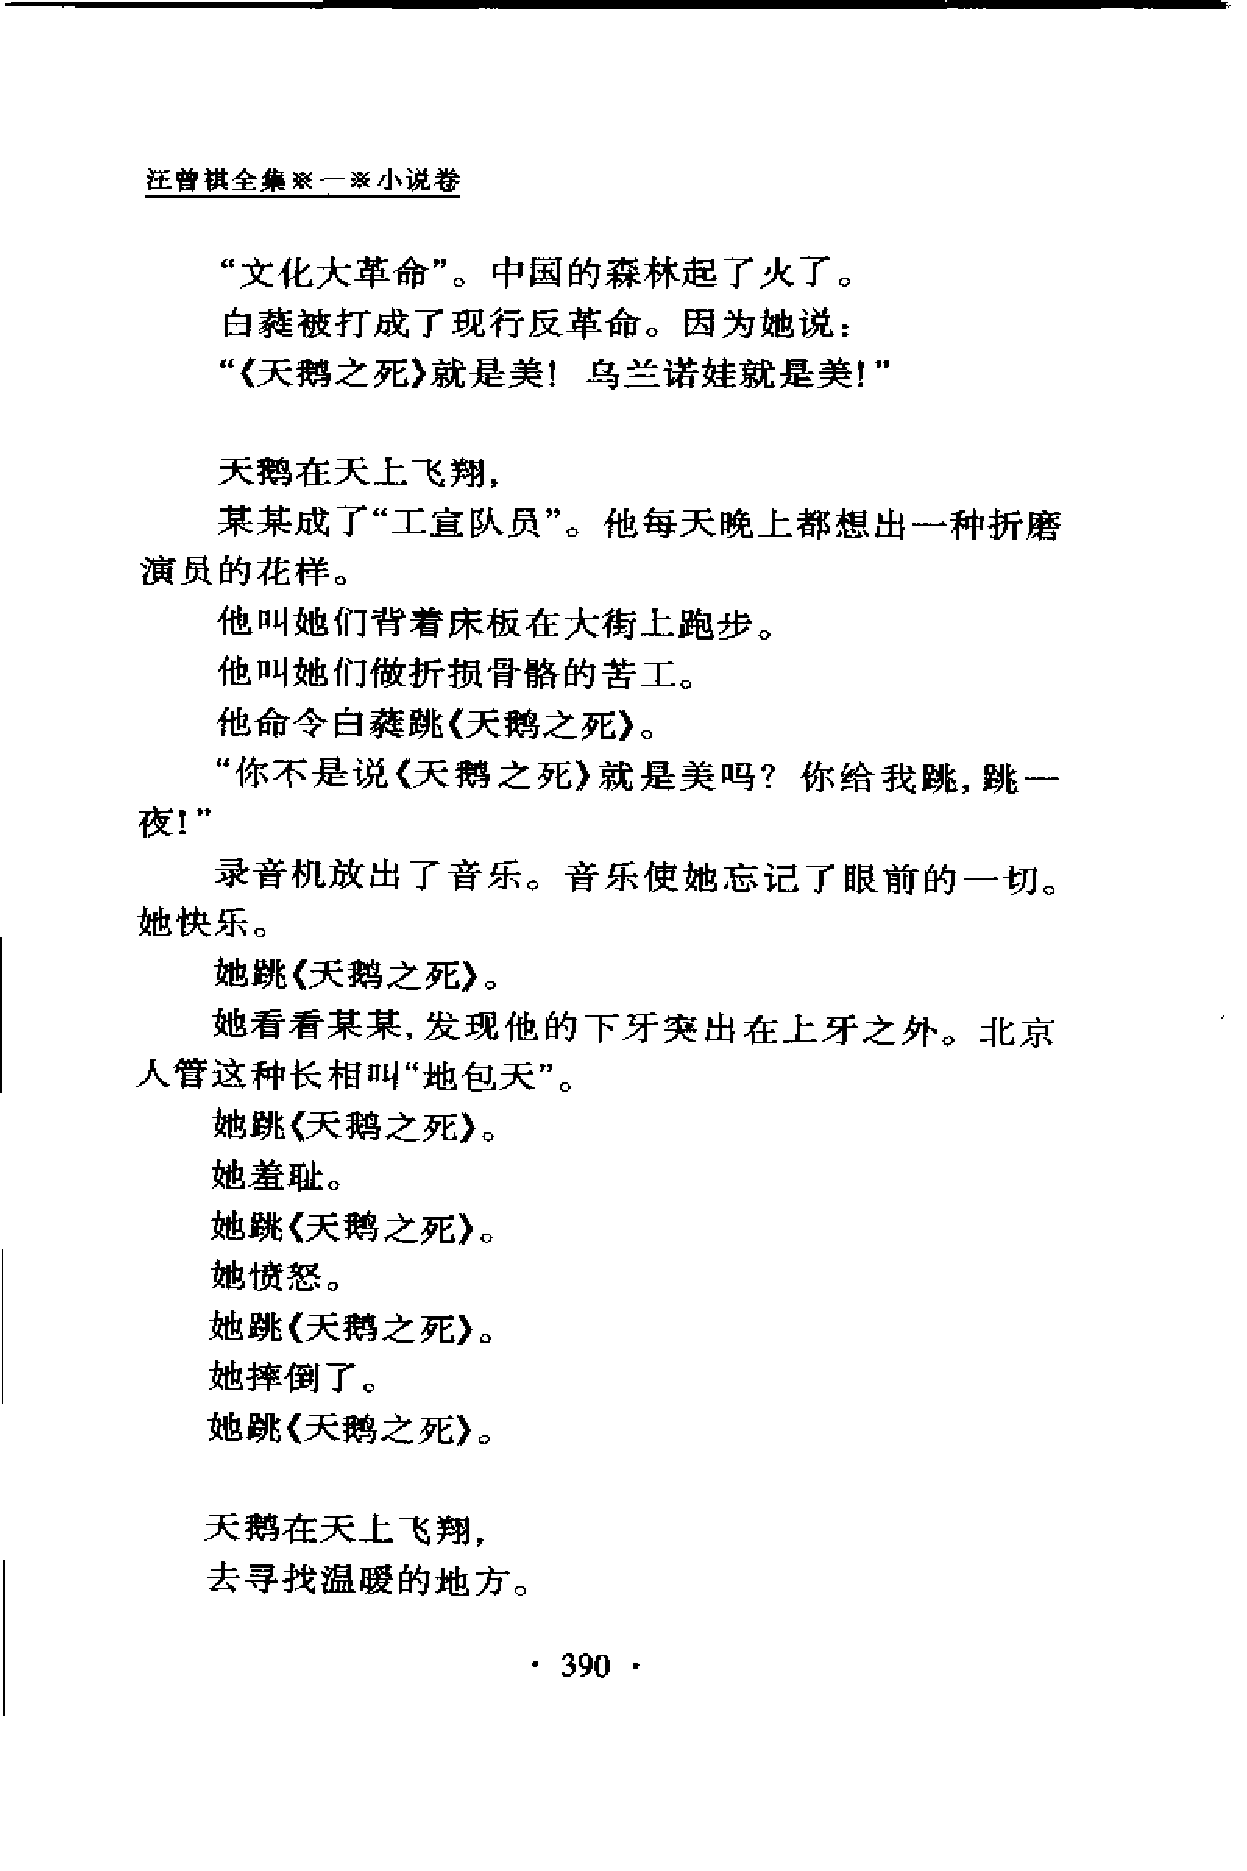 汪曾祺全集※一※小说卷
“文化大革命”。中国的森林起了火了。
白蕤被打成了现行反革命。因为她说：
“《天鹅之死》就是美！乌兰诺娃就是美！”
天鹅在天上飞翔，
某某成了“工宣队员”。他每天晚上都想出一种折磨
演员的花样。
他叫她们背着床板在大街上跑步。
他叫她们做折损骨骼的苦工。
他命令白蕤跳《天鹅之死》。
“你不是说《天鹅之死》就是美吗？你给我跳，跳一
夜！”
录音机放出了音乐。音乐使她忘记了眼前的一切。
她快乐。
她跳《天鹅之死》。
她看看某某，发现他的下牙突出在上牙之外。北京
人管这种长相叫“地包天”。
她跳《天鹅之死》。
她羞耻。
她跳《天鹅之死》。
她愤怒。
她跳《天鹅之死》。
她摔倒了。
她跳《天鹅之死》。
天鹅在天上飞翔，
去寻找温暖的地方。
· 390 ·